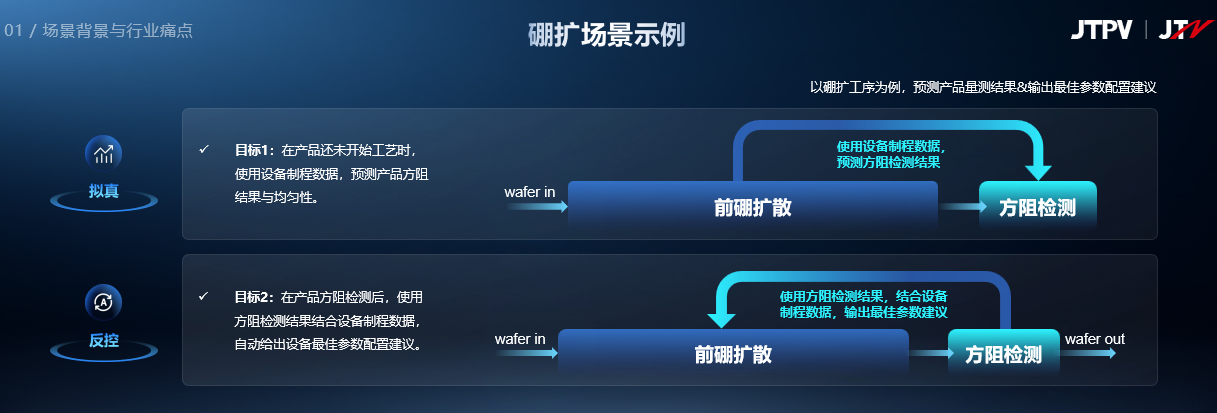 01 / 场景背景与行业痛点
硼扩场景示例
JTPV | JTN
以硼扩工序为例，预测产品量测结果&输出最佳参数配置建议
拟真
✓ 目标1：在产品还未开始工艺时，
使用设备制程数据，预测产品方阻
结果与均匀性。
使用设备制程数据，
预测方阻检测结果
wafer in
前硼扩散
方阻检测
A
反控
✓ 目标2：在产品方阻检测后，使用
方阻检测结果结合设备制程数据，
自动给出设备最佳参数配置建议。
使用方阻检测结果，结合设备
制程数据，输出最佳参数建议
wafer in
前硼扩散
方阻检测
wafer out